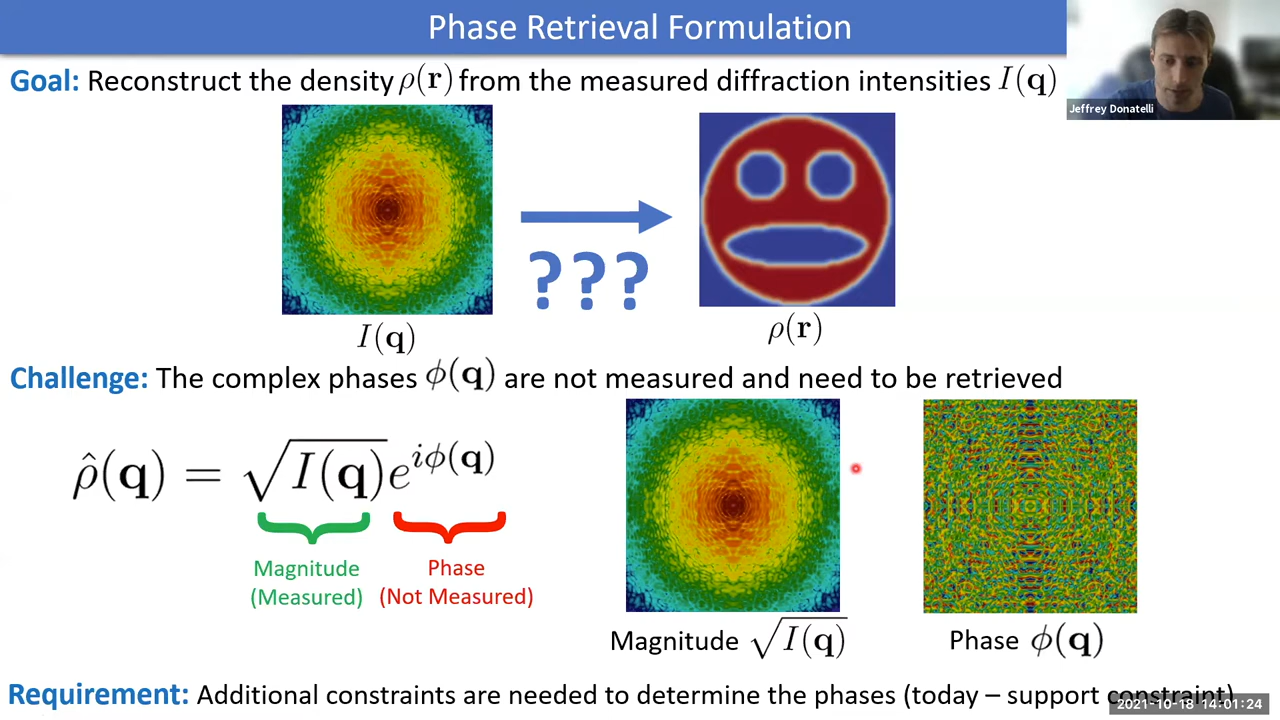 Phase Retrieval Formulation
Goal: Reconstruct the density ρ(r) from the measured diffraction intensities I(q)
Jeffrey Donatelli
???
I(q)
ρ(r)
Challenge: The complex phases ϕ(q) are not measured and need to be retrieved
ρ̂(q) = √I(q)e^{iϕ(q)}
Magnitude
(Measured)
Phase
(Not Measured)
Magnitude √I(q)
Phase ϕ(q)
Requirement: Additional constraints are needed to determine the phases (today – support constraint)
2021-10-18 14:01:24